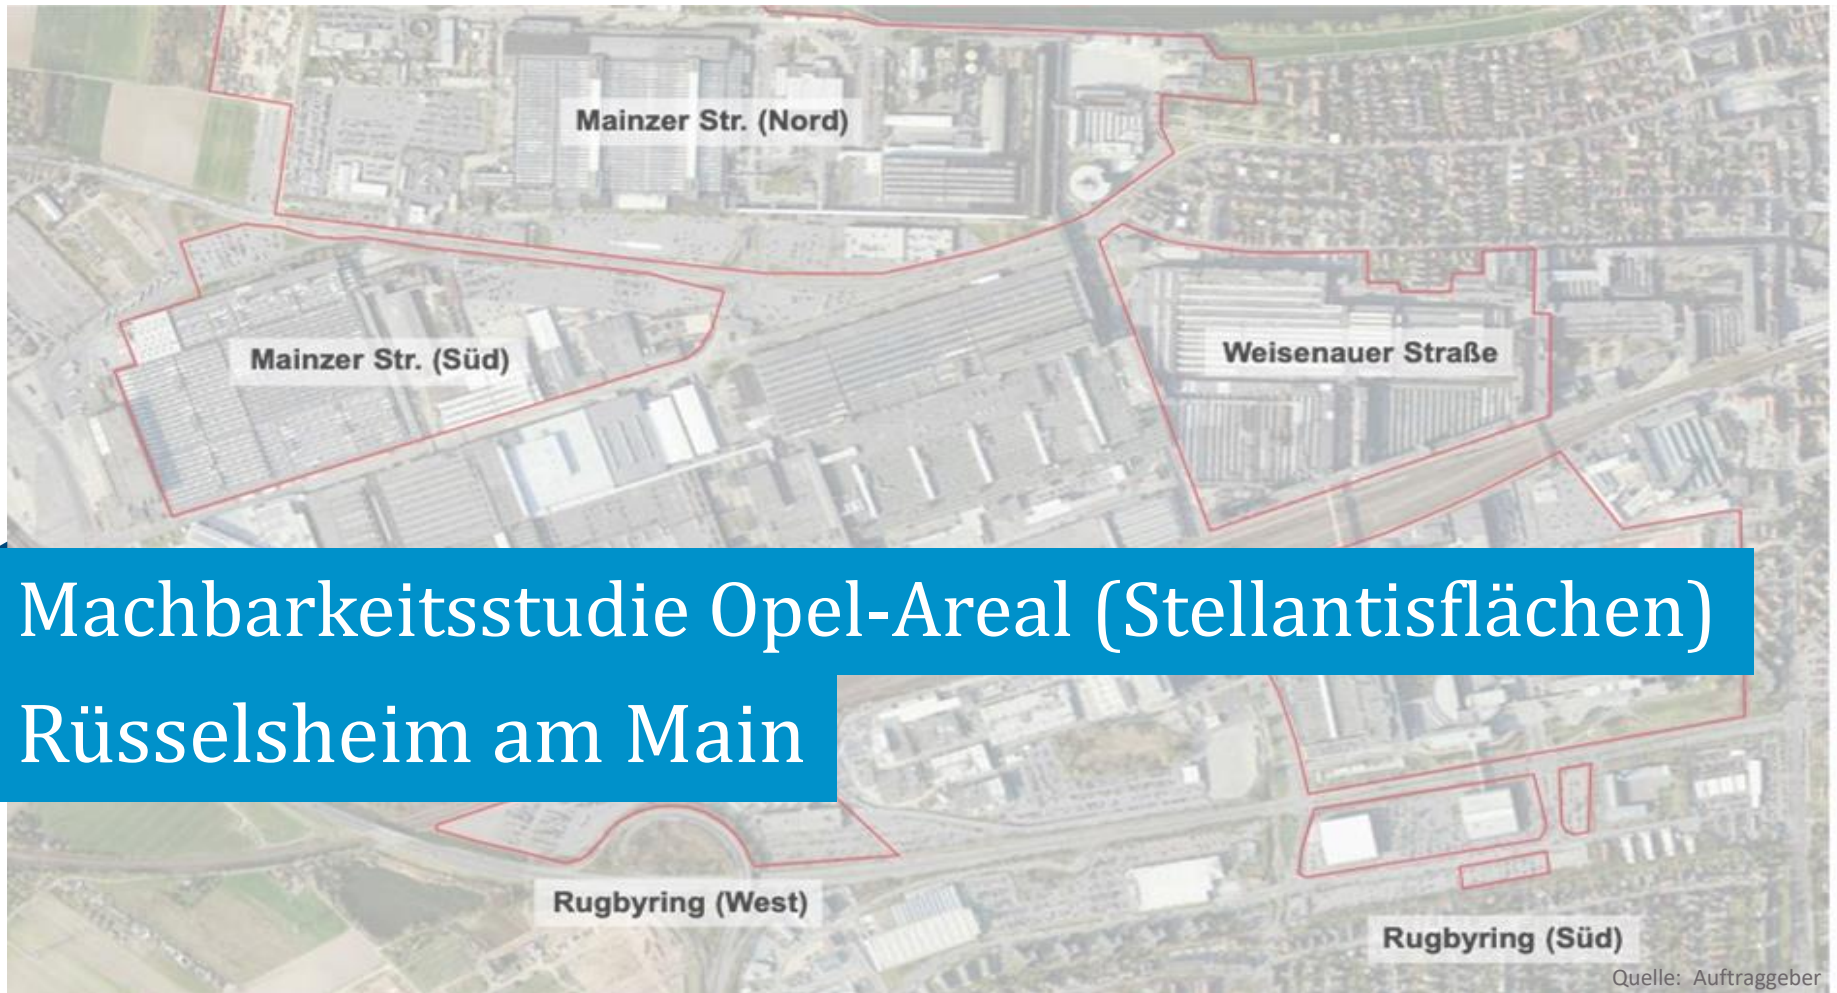 Mainzer Str. (Nord)
Mainzer Str. (Süd)
Weisenauer Straße
Machbarkeitsstudie Opel-Areal (Stellantisflächen)
Rüsselsheim am Main
Rugbyring (West)
Rugbyring (Süd)
Quelle: Auftraggeber